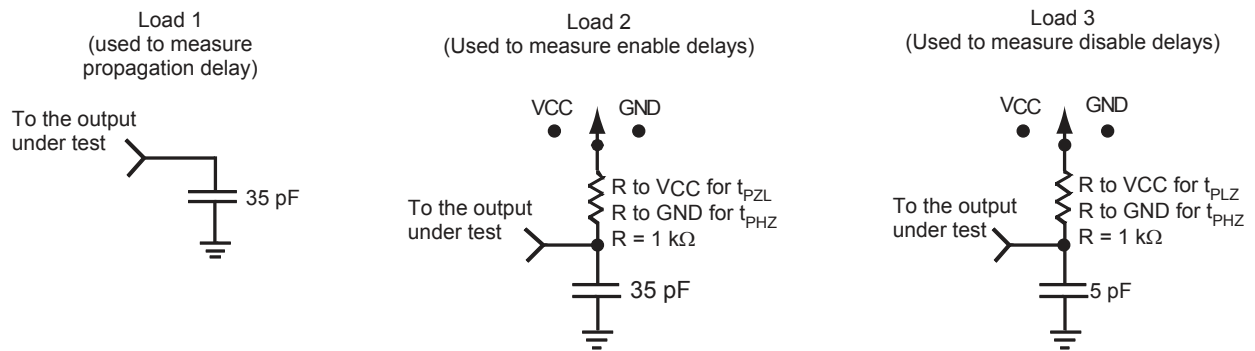 Load 1
(used to measure
propagation delay)
To the output
under test
35 pF
Load 2
(Used to measure enable delays)
VCC
GND
R to VCC for tPZL
R to GND for tPHZ
R = 1 kΩ
To the output
under test
35 pF
Load 3
(Used to measure disable delays)
VCC
GND
R to VCC for tPLZ
R to GND for tPHZ
R = 1 kΩ
To the output
under test
5 pF